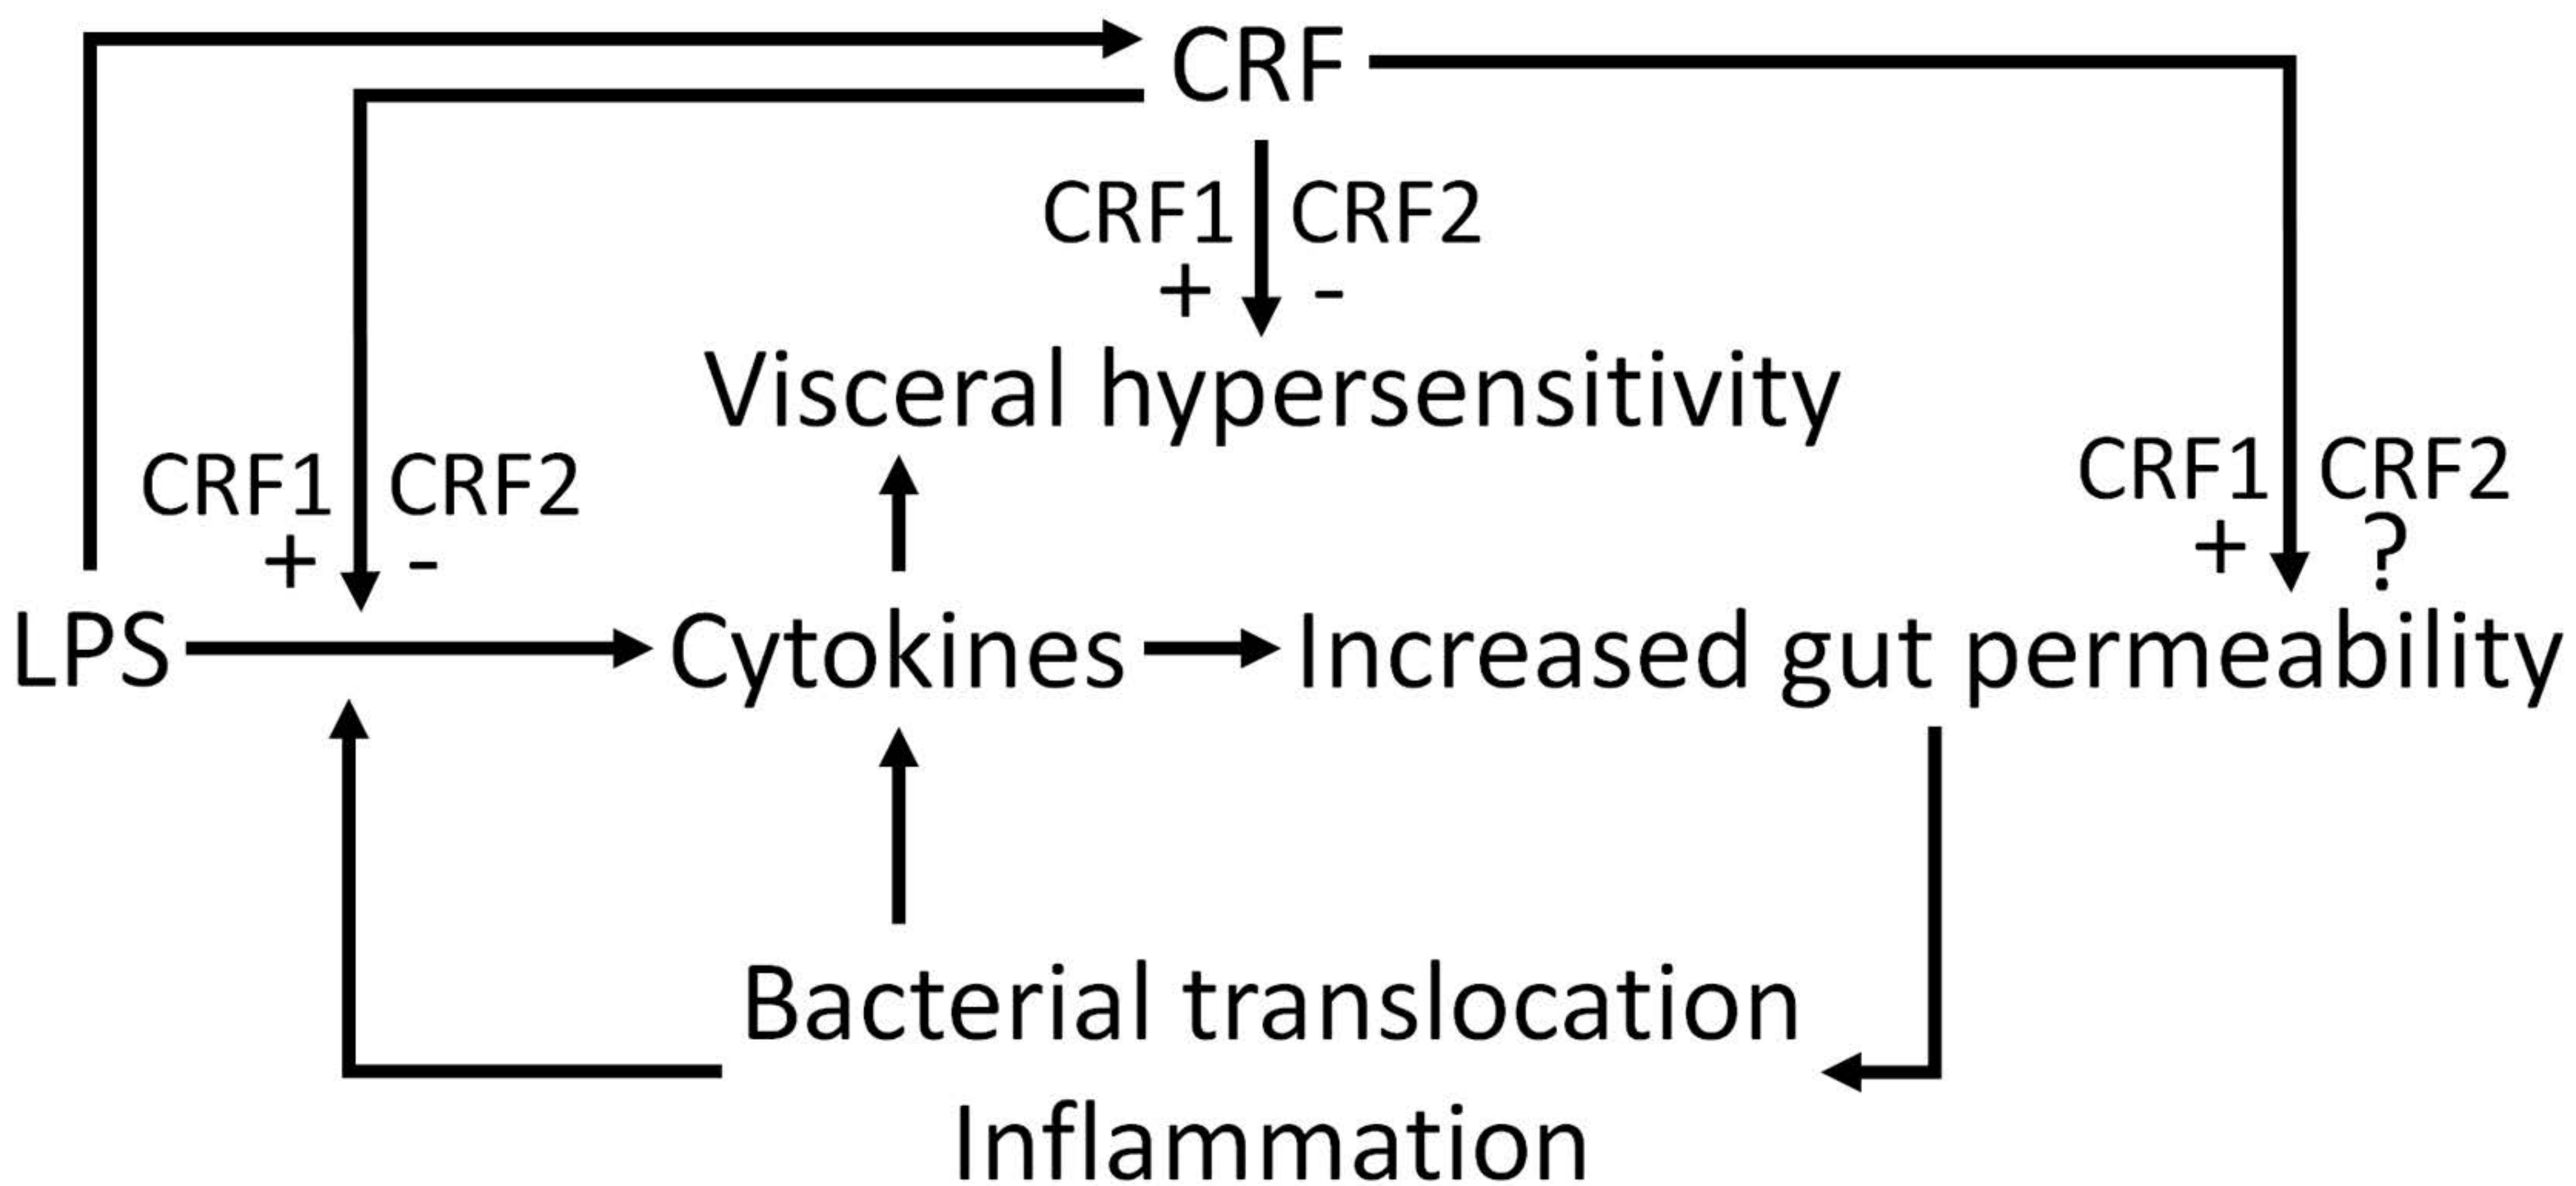 CRF
CRF1 CRF2
+ -
Visceral hypersensitivity
CRF1 CRF2
+ -
CRF1 CRF2
+ ?
LPS
Cytokines
Increased gut permeability
Bacterial translocation
Inflammation